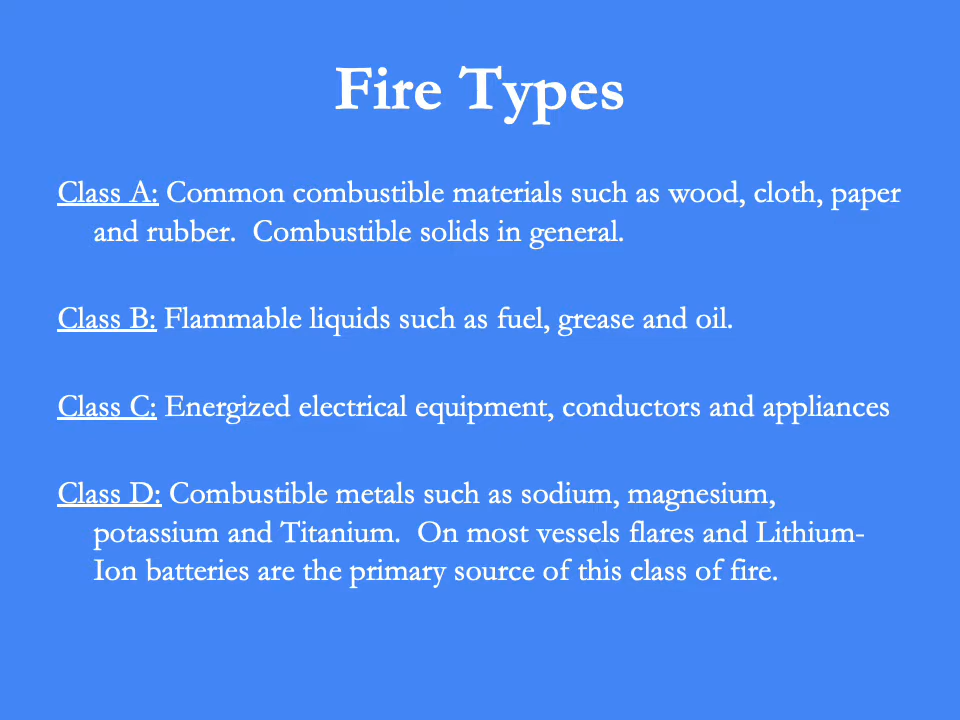 Fire Types
Class A: Common combustible materials such as wood, cloth, paper
and rubber.  Combustible solids in general.
Class B: Flammable liquids such as fuel, grease and oil.
Class C: Energized electrical equipment, conductors and appliances
Class D: Combustible metals such as sodium, magnesium,
potassium and Titanium.  On most vessels flares and Lithium-
Ion batteries are the primary source of this class of fire.